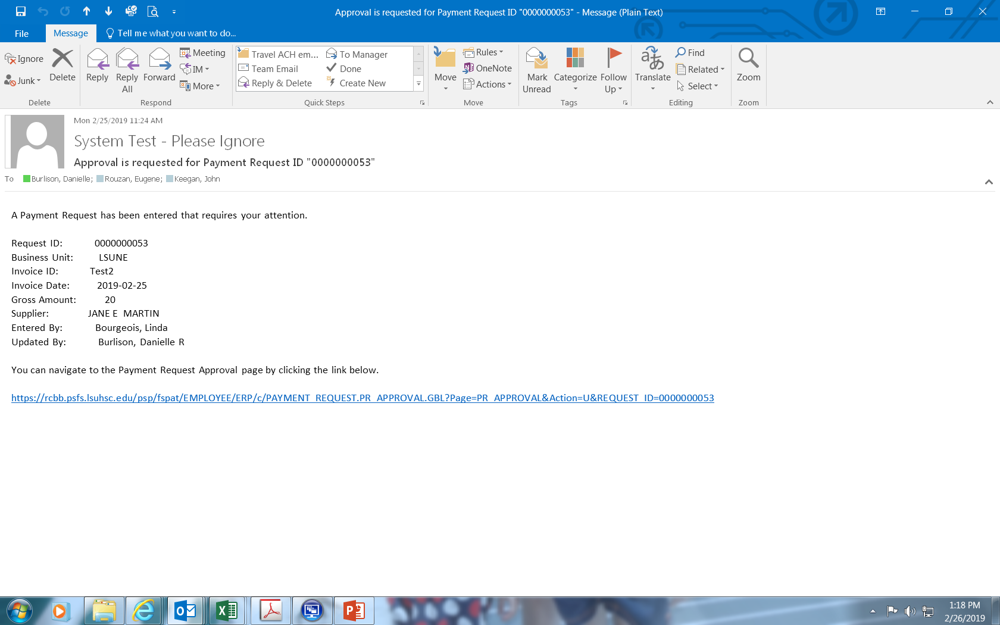 Approval is requested for Payment Request ID "0000000053" - Message (Plain Text)
File Message Tell me what you want to do...
Ignore
Junk
Delete
Delete
Reply
Reply All
Forward
Meeting
IM
More
Respond
Travel ACH em... To Manager
Team Email Done
Reply & Delete Create New
Quick Steps
Move
Rules
OneNote
Actions
Move
Mark Unread
Categorize
Follow Up
Tags
Translate
Find
Related
Select
Editing
Zoom
Zoom
Mon 2/25/2019 11:24 AM
System Test - Please Ignore
Approval is requested for Payment Request ID "0000000053"
To Burlison, Danielle; Rouzan, Eugene; Keegan, John
A Payment Request has been entered that requires your attention.
Request ID: 0000000053
Business Unit: LSUNE
Invoice ID: Test2
Invoice Date: 2019-02-25
Gross Amount: 20
Supplier: JANE E MARTIN
Entered By: Bourgeois, Linda
Updated By: Burlison, Danielle R
You can navigate to the Payment Request Approval page by clicking the link below.
https://rcbb.psfs.lsuhsc.edu/psp/fspat/EMPLOYEE/ERP/c/PAYMENT_REQUEST.PR_APPROVAL.GBL?Page=PR_APPROVAL&Action=U&REQUEST_ID=0000000053
1:18 PM
2/26/2019